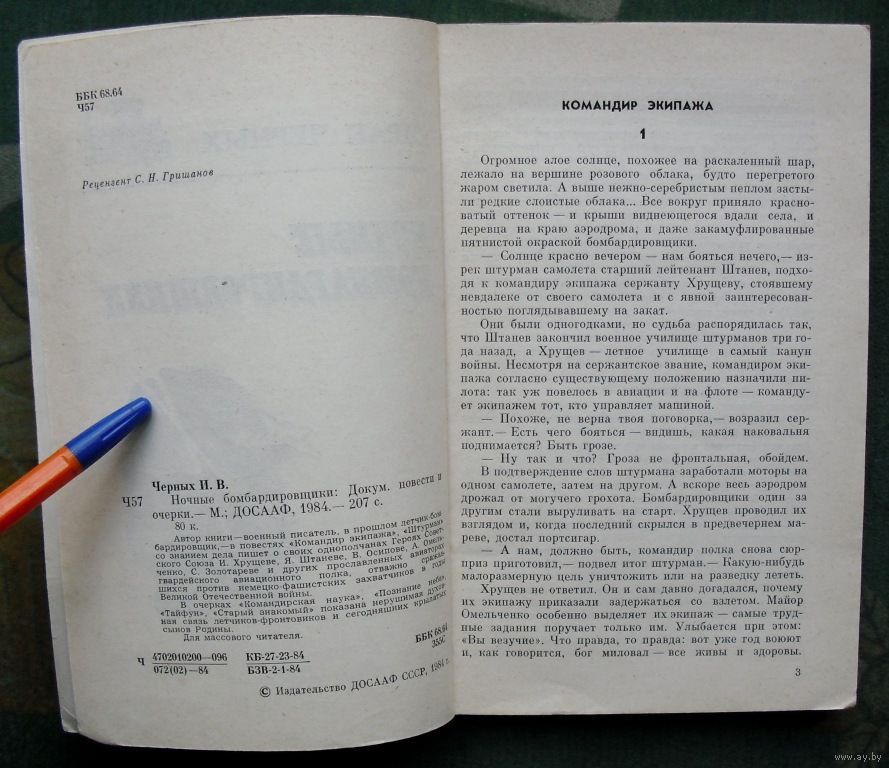 ББК 68.64
Ч57
Рецензент С. Н. Гришанов
Черных И. В.
Ч57 Ночные бомбардировщики: Докум. повести и
очерки.— М.: ДОСААФ, 1984.— 207 с.
80 к.
Автор книги—военный писатель, в прошлом летчик-бом
бардировщик,—в повестях «Командир экипажа», «Штурман»
со знанием дела пишет о своих однополчанах Героях Совет-
ского Союза И. Хрущеве, Я. Штаневе, В. Осипове, А. Омель-
ченко, С. Золотареве и других прославленных авиаторах
гвардейского авиационного полка, отважно сражав-
шихся против немецко-фашистских захватчиков в годы
Великой Отечественной войны.
В очерках «Командирская наука», «Познание неба»,
«Тайфун», «Старый знакомый» показана нерушимая духов-
ная связь летчиков-фронтовиков и сегодняшних крылатых
сынов Родины.
Для массового читателя.
Ч 4702010200—096 КБ-27-23-84
072(02)—84 БЗВ-2-1-84
ББК 68.64
355С
© Издательство ДОСААФ СССР, 1984 г.
КОМАНДИР ЭКИПАЖА
1
Огромное алое солнце, похожее на раскаленный шар,
лежало на вершине розового облака, будто перегретого
жаром светила. А выше нежно-серебристым пеплом засты-
ли редкие слоистые облака... Все вокруг приняло красно-
ватый оттенок — и крыши виднеющегося вдали села, и
деревца на краю аэродрома, и даже закамуфлированные
пятнистой окраской бомбардировщики.
— Солнце красно вечером — нам бояться нечего,— из-
рек штурман самолета старший лейтенант Штанев, подхо-
дя к командиру экипажа сержанту Хрущеву, стоявшему
невдалеке от своего самолета и с явной заинтересован-
ностью поглядывавшему на закат.
Они были одногодками, но судьба распорядилась так,
что Штанев закончил военное училище штурманов три го-
да назад, а Хрущев — летное училище в самый канун
войны. Несмотря на сержантское звание, командиром эки-
пажа согласно существующему положению назначили пи-
лота: так уж повелось в авиации и на флоте — команду-
ет экипажем тот, кто управляет машиной.
— Похоже, не верна твоя поговорка,— возразил сер-
жант.— Есть чего бояться — видишь, какая наковальня
поднимается? Быть грозе.
— Ну так и что? Гроза не фронтальная, обойдем.
В подтверждение слов штурмана заработали моторы на
одном самолете, затем на другом. А вскоре весь аэродром
дрожал от могучего грохота. Бомбардировщики один за
другим стали выруливать на старт. Хрущев проводил их
взглядом и, когда последний скрылся в предвечернем ма-
реве, достал портсигар.
— А нам, должно быть, командир полка снова сюр-
приз приготовил,— подвел итог штурман.— Какую-нибудь
малоразмерную цель уничтожить или на разведку лететь.
Хрущев не ответил. Он и сам давно догадался, почему
их экипажу приказали задержаться со взлетом. Майор
Омельченко особенно выделяет их экипаж — самые труд-
ные задания поручает только им. Улыбается при этом:
«Вы везучие». Что правда, то правда: вот уже год воюют
и, как говорится, бог миловал — все живы и здоровы.
3
www.ay.by